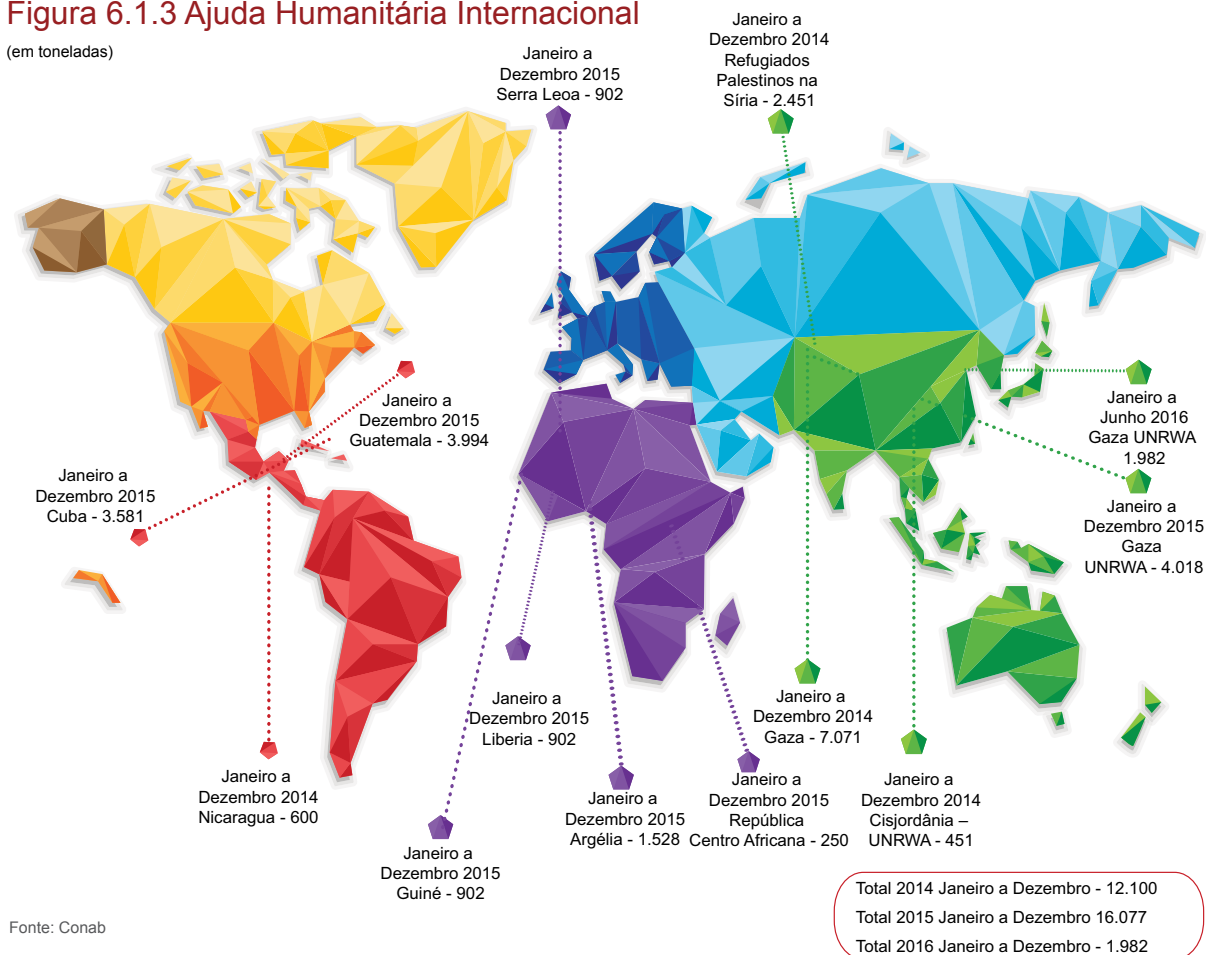 Figura 6.1.3 Ajuda Humanitária Internacional
(em toneladas)
Janeiro a
Dezembro 2015
Serra Leoa - 902
Janeiro a
Dezembro 2014
Refugiados
Palestinos na
Síria - 2.451
Janeiro a
Dezembro 2015
Guatemala - 3.994
Janeiro a
Dezembro 2015
Cuba - 3.581
Janeiro a
Junho 2016
Gaza UNRWA
1.982
Janeiro a
Dezembro 2015
Gaza
UNRWA - 4.018
Janeiro a
Dezembro 2015
Liberia - 902
Janeiro a
Dezembro 2014
Gaza - 7.071
Janeiro a
Dezembro 2014
Nicaragua - 600
Janeiro a
Dezembro 2015
Argélia - 1.528
Janeiro a
Dezembro 2015
República
Centro Africana - 250
Janeiro a
Dezembro 2014
Cisjordânia –
UNRWA - 451
Janeiro a
Dezembro 2015
Guiné - 902
Total 2014 Janeiro a Dezembro - 12.100
Total 2015 Janeiro a Dezembro 16.077
Total 2016 Janeiro a Dezembro - 1.982
Fonte: Conab